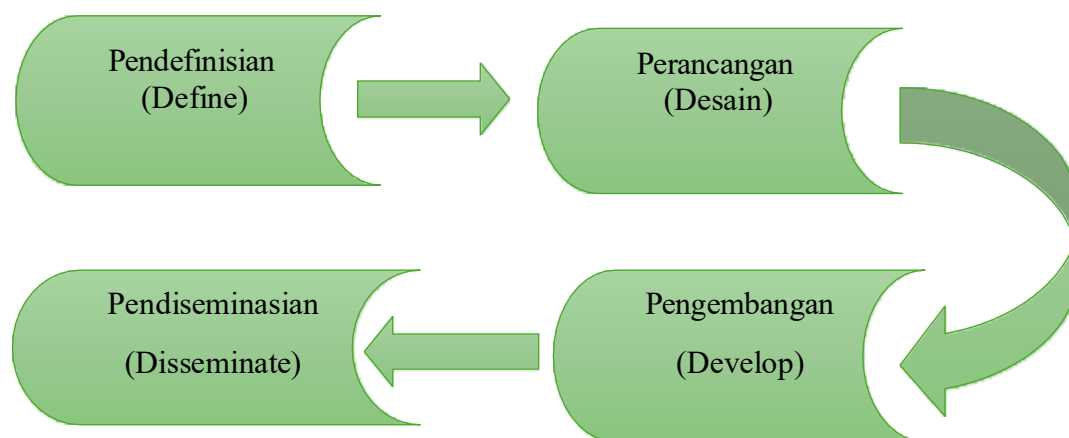 Pendefinisian
(Define)
Perancangan
(Desain)
Pengembangan
(Develop)
Pendiseminasian
(Disseminate)